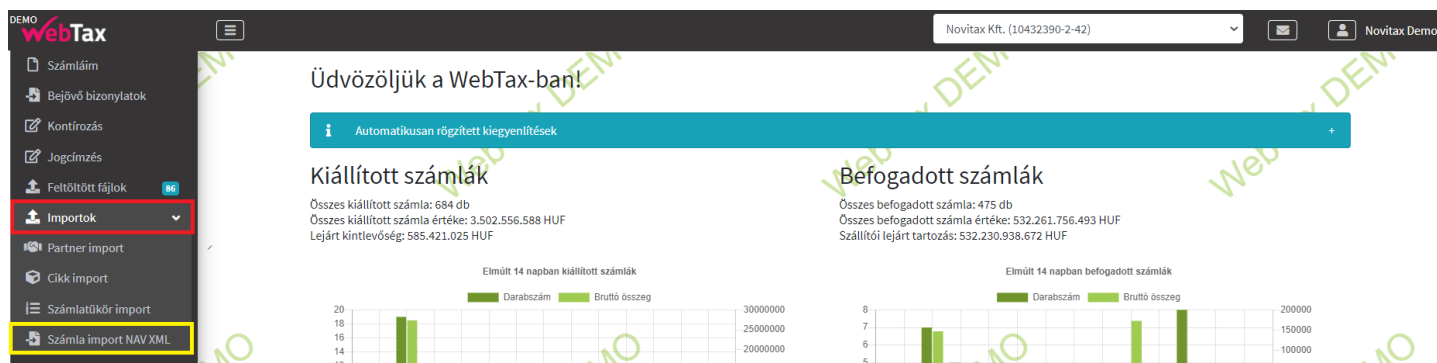 DEMO
WebTax
Novitax Kft. (10432390-2-42)
Novitax Demo
Számláim
Bejövő bizonylatok
Kontírozás
Jogcímzés
Feltöltött fájlok 86
Importok
Partner import
Cikk import
Számlatükör import
Számla import NAV XML
Üdvözöljük a WebTax-ban!
Automatikusan rögzített kiegyenlítések +
Kiállított számlák
Összes kiállított számla: 684 db
Összes kiállított számla értéke: 3.502.556.588 HUF
Lejárt kintlevőség: 585.421.025 HUF
Elmúlt 14 napban kiállított számlák
Darabszám Bruttó összeg
20 30000000
18
16 25000000
14 20000000
Befogadott számlák
Összes befogadott számla: 475 db
Összes befogadott számla értéke: 532.261.756.493 HUF
Szállítói lejárt tartozás: 532.230.938.672 HUF
Elmúlt 14 napban befogadott számlák
Darabszám Bruttó összeg
8 200000
7 150000
6 100000
5
WebTax DEMO